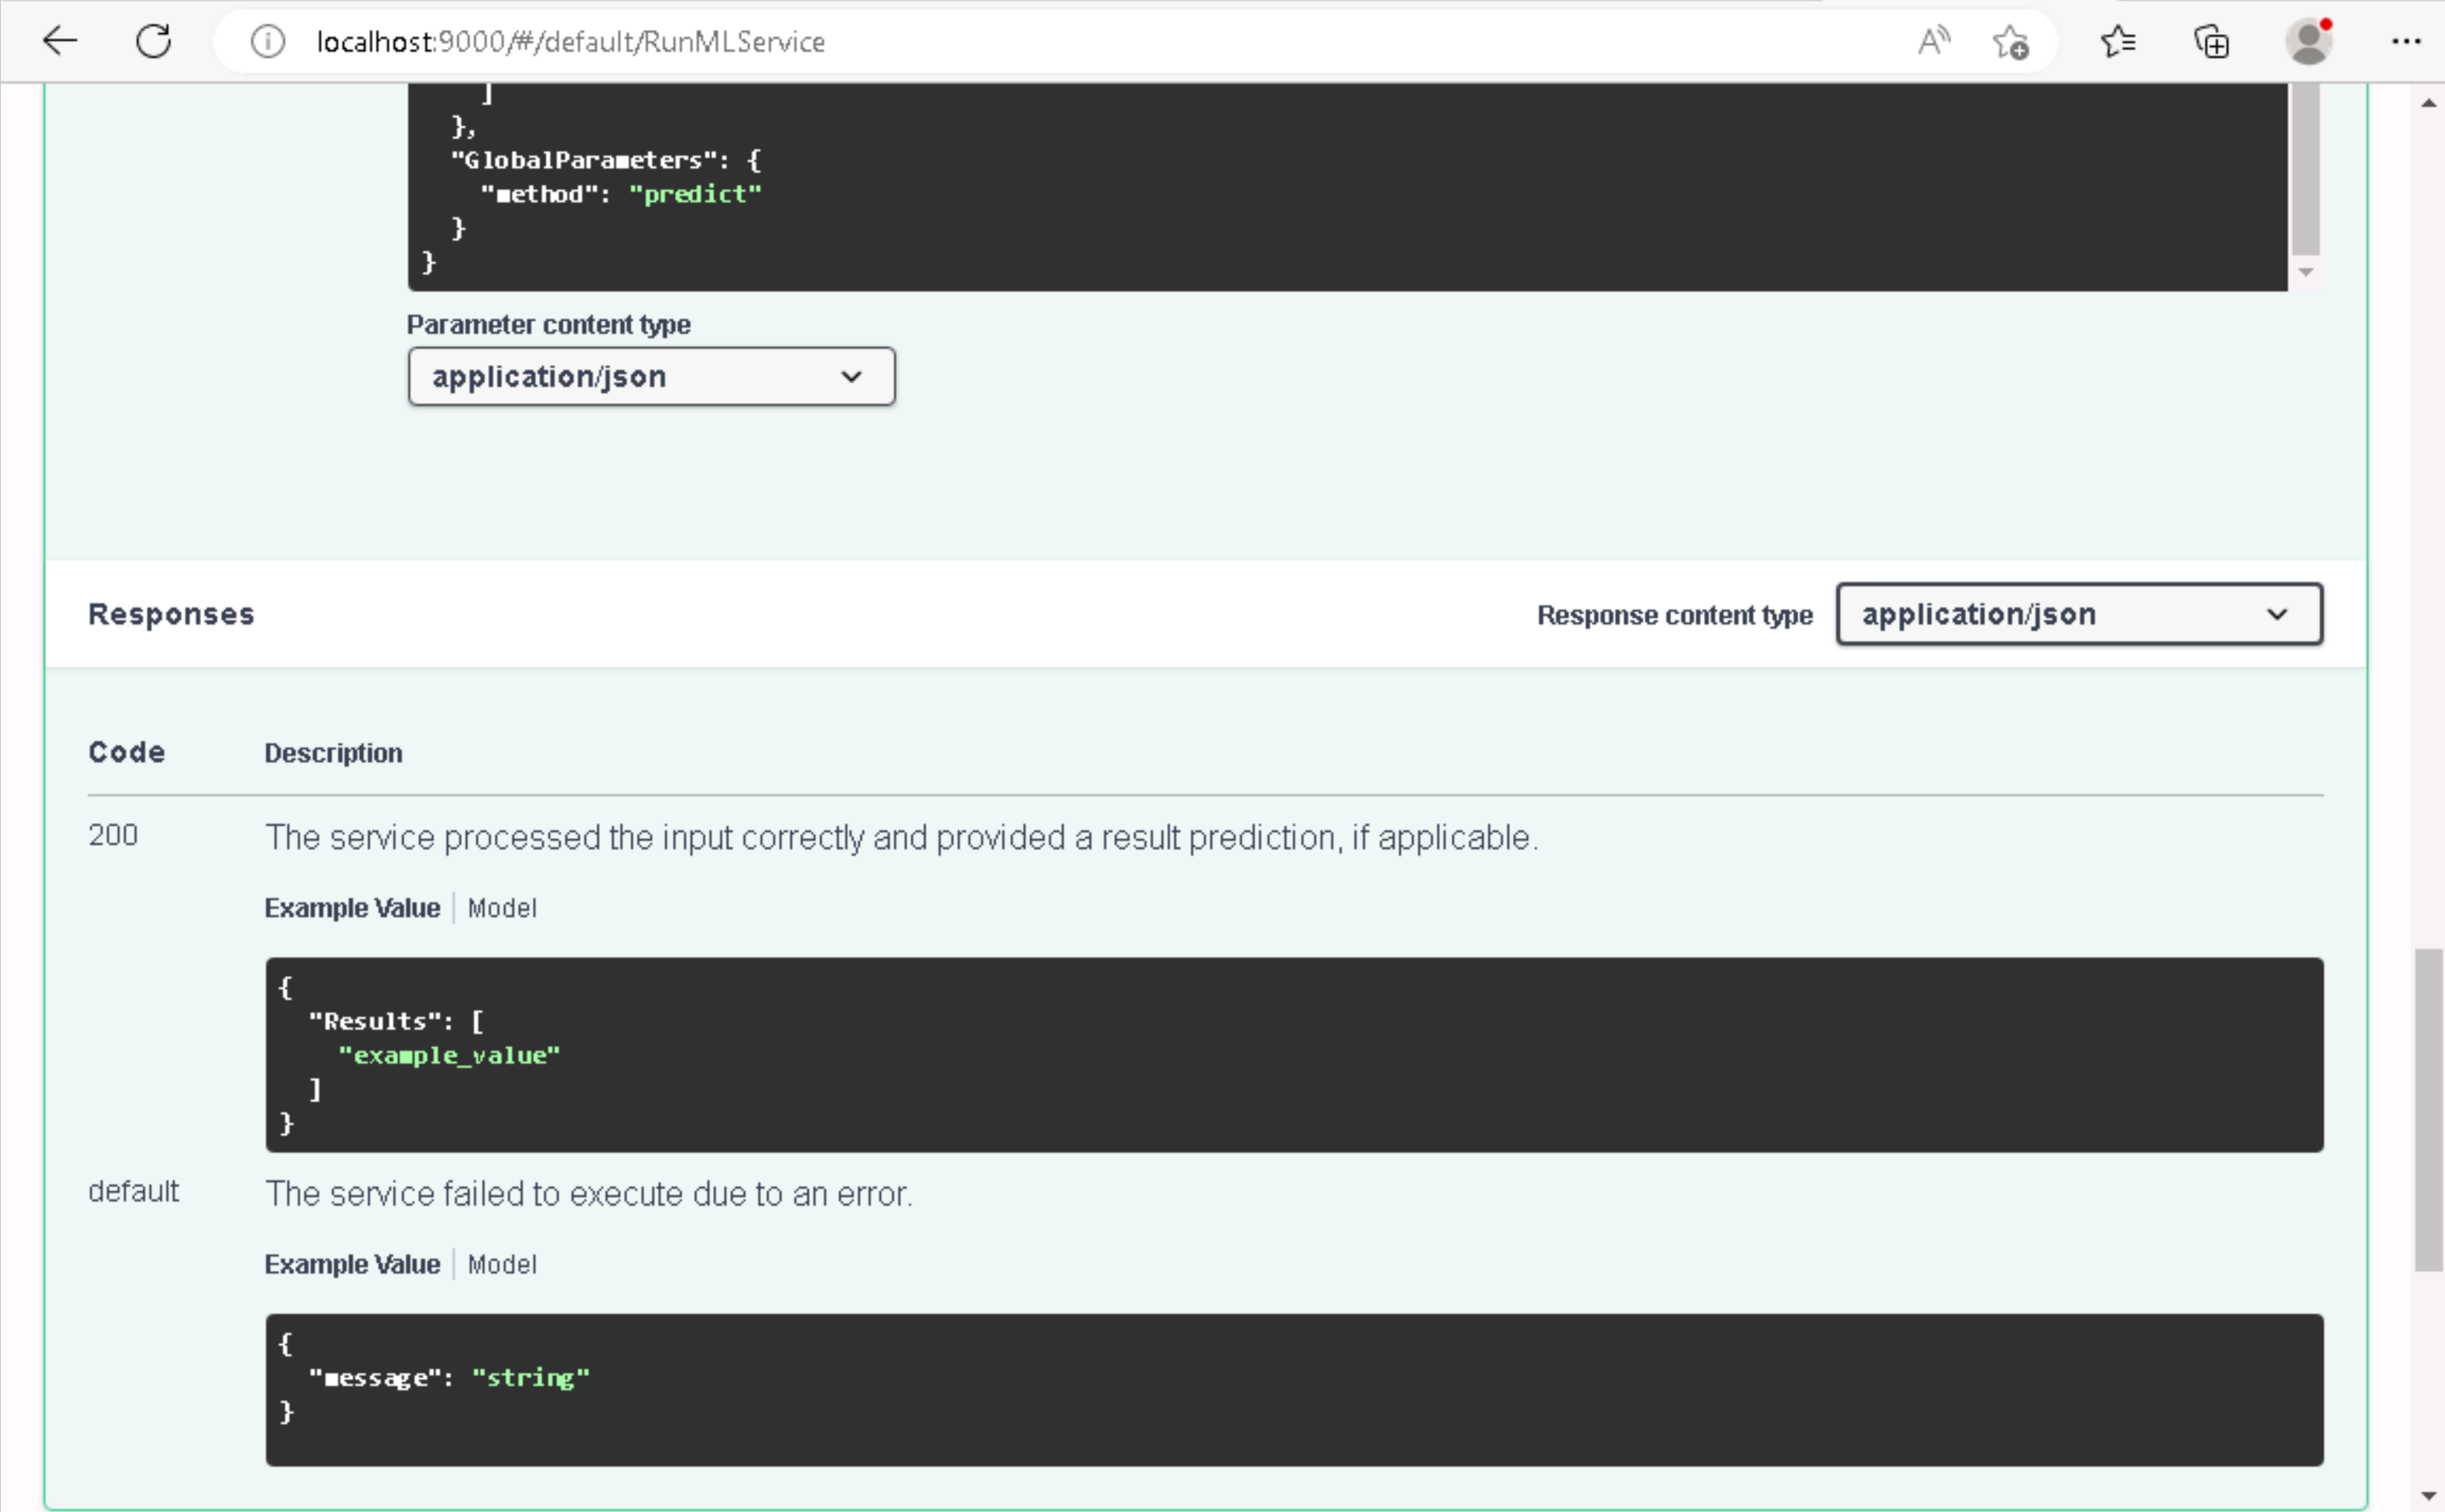 localhost:9000/#/default/RunMLService
]
},
"GlobalParameters": {
"method": "predict"
}
}
Parameter content type
application/json
Responses
Response content type
application/json
Code
Description
200
The service processed the input correctly and provided a result prediction, if applicable.
Example Value
Model
{
"Results": [
"example_value"
]
}
default
The service failed to execute due to an error.
Example Value
Model
{
"message": "string"
}